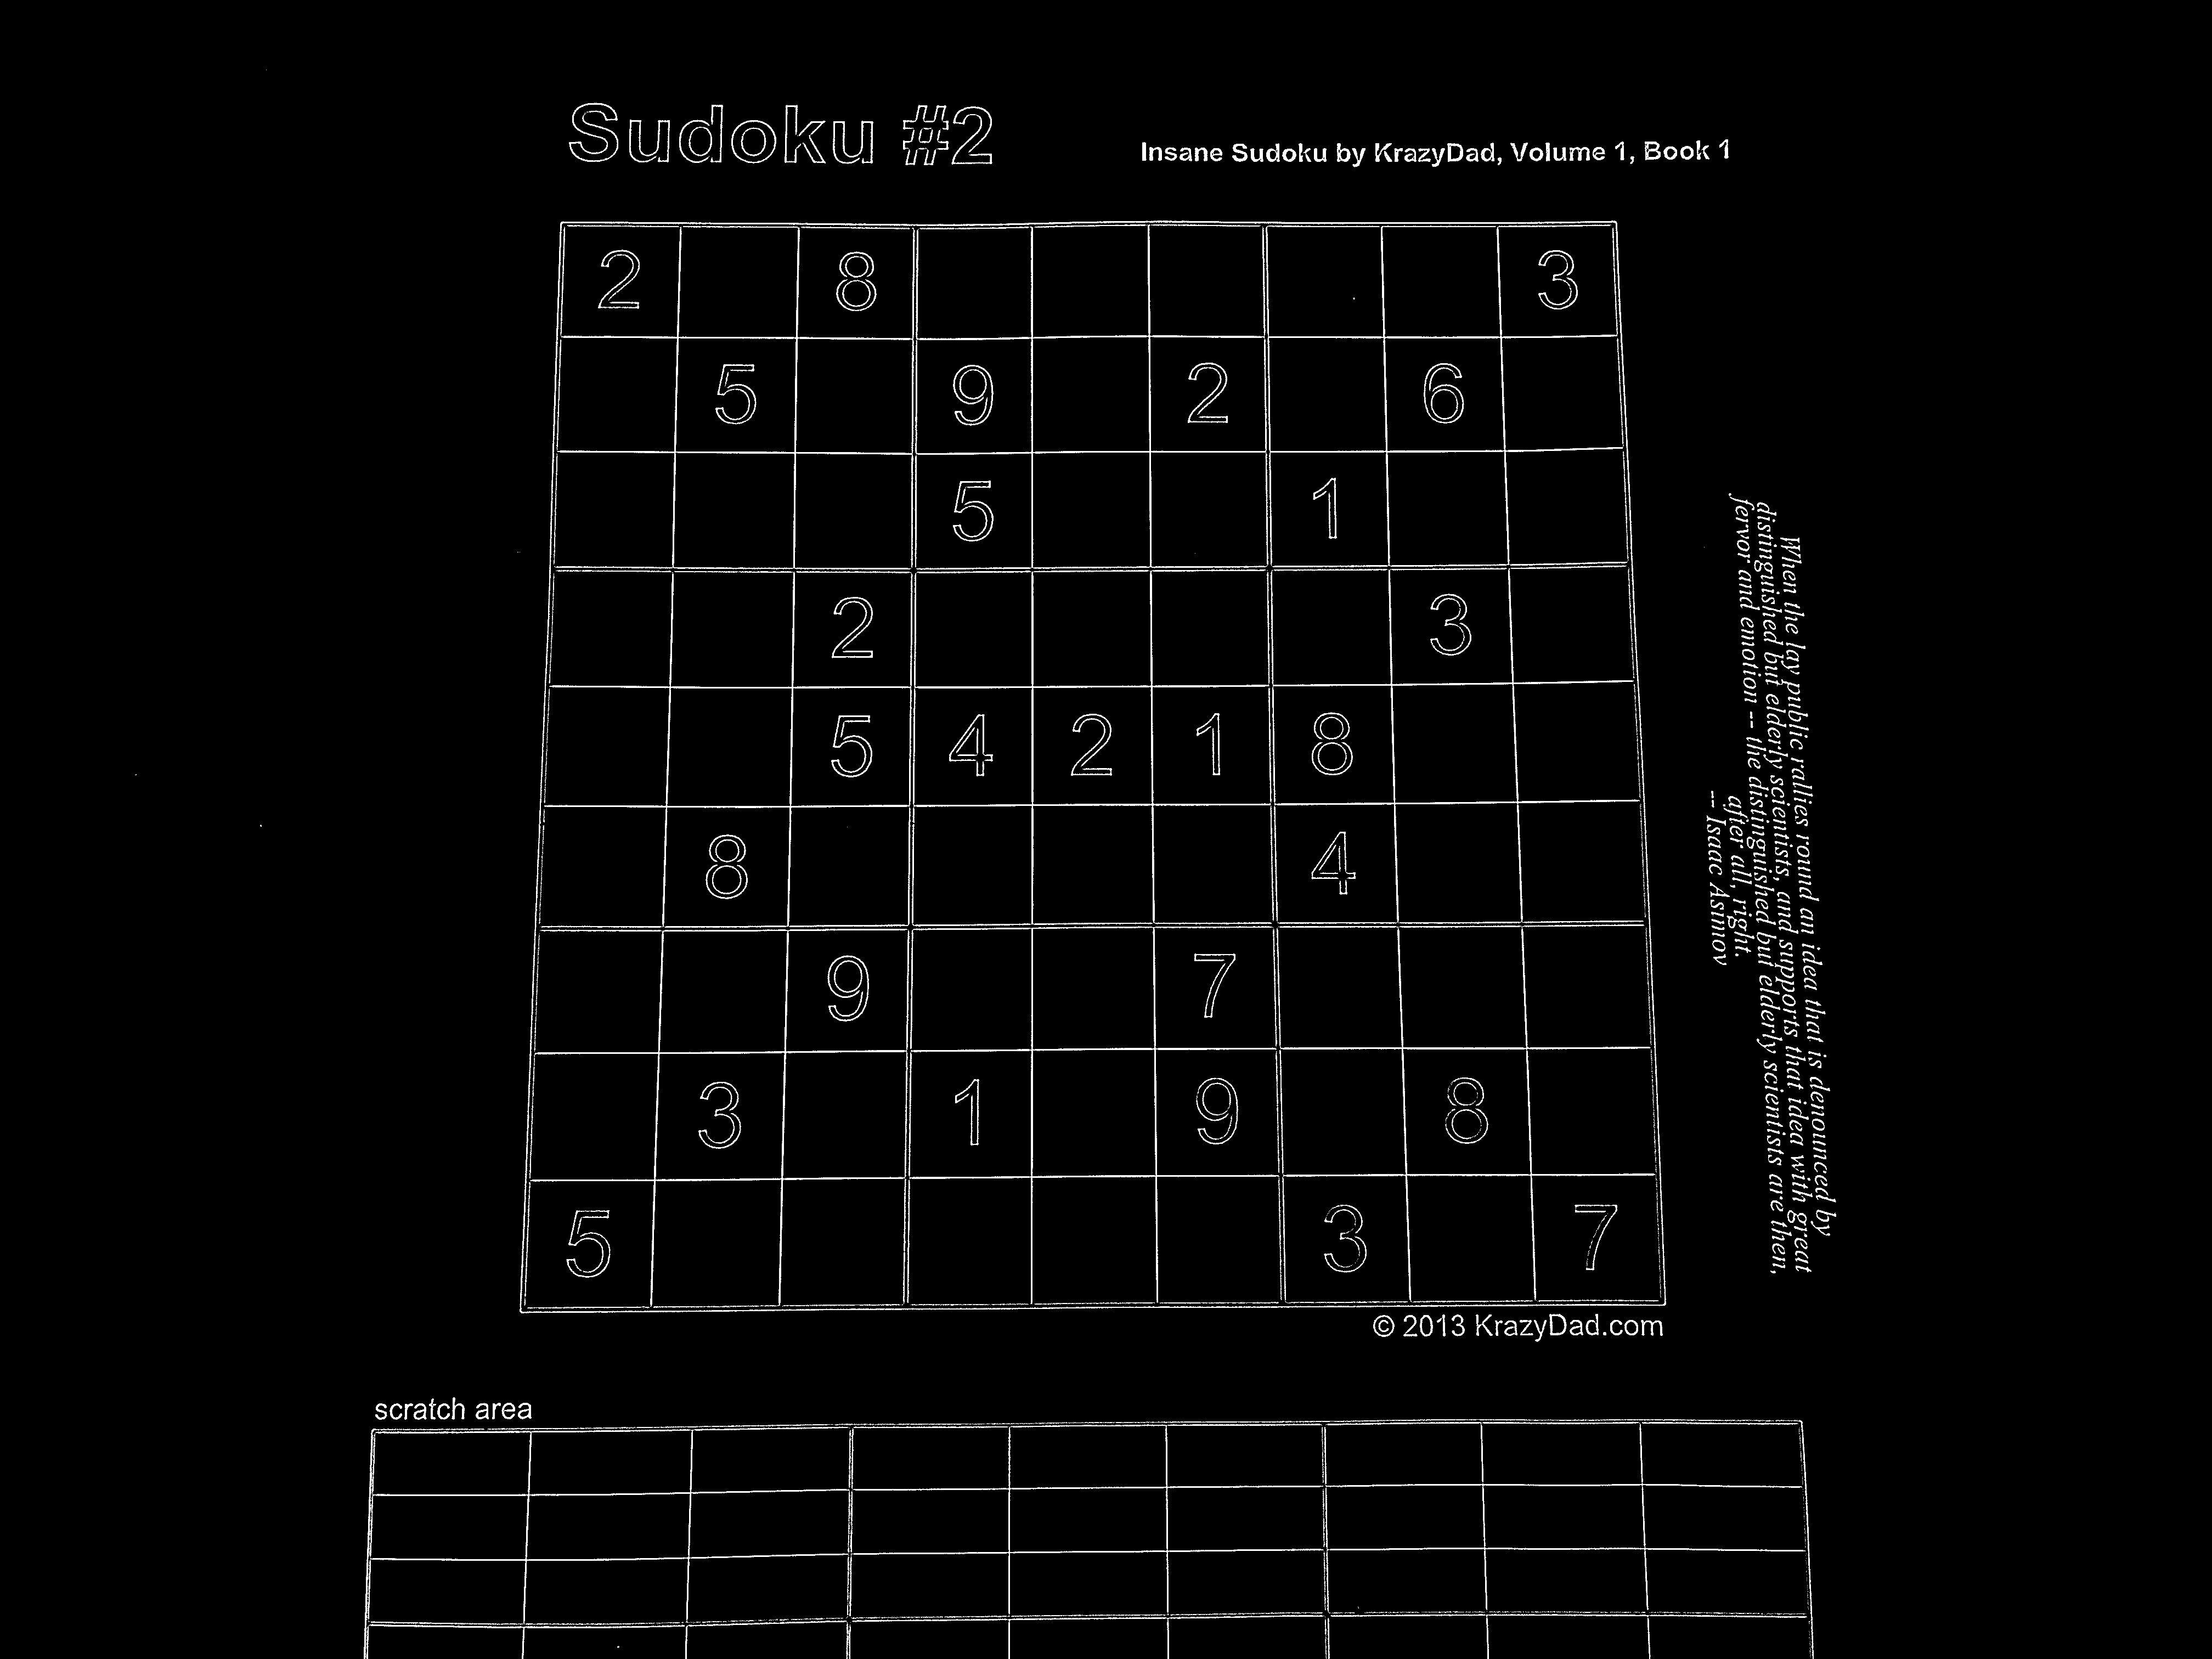 Sudoku #2
Insane Sudoku by KrazyDad, Volume 1, Book 1
2 8 3
5 9 2 6
5 1
2 3
5 4 2 1 8
8 4
9 7
3 1 9 8
5 3 7
© 2013 KrazyDad.com
When the lay public rallies round an idea that is denounced by
distinguished but elderly scientists, and supports that idea with great
fervor and emotion -- the distinguished but elderly scientists are then,
after all, right.
-- Isaac Asimov
scratch area